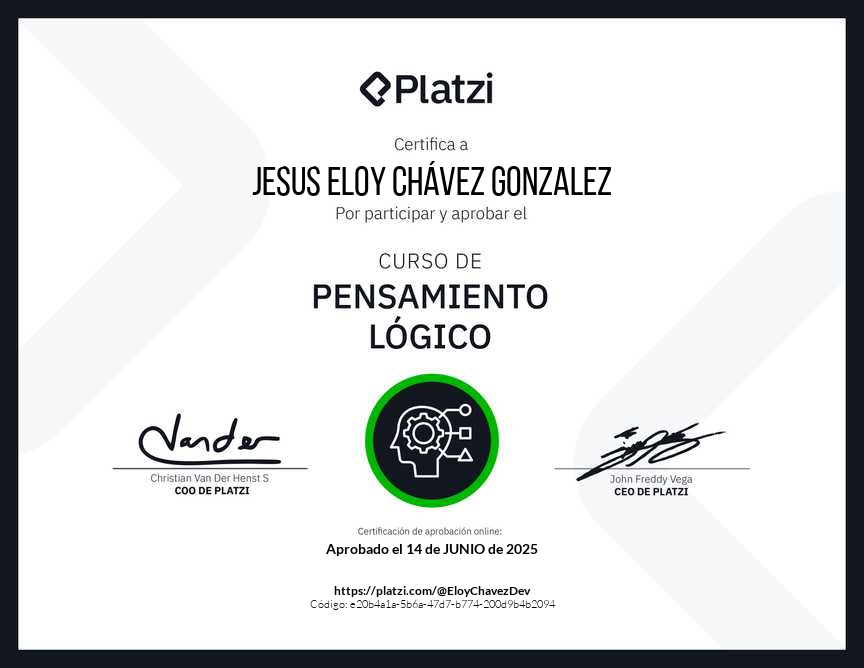 Platzi
Certifica a
JESUS ELOY CHÁVEZ GONZALEZ
Por participar y aprobar el
CURSO DE
PENSAMIENTO
LÓGICO
Vander
Christian Van Der Henst S
COO DE PLATZI
John Freddy Vega
CEO DE PLATZI
Certificación de aprobación online:
Aprobado el 14 de JUNIO de 2025
https://platzi.com/@EloyChavezDev
Código: e20b4a1a-5b6a-47d7-b774-200d9b4b2094